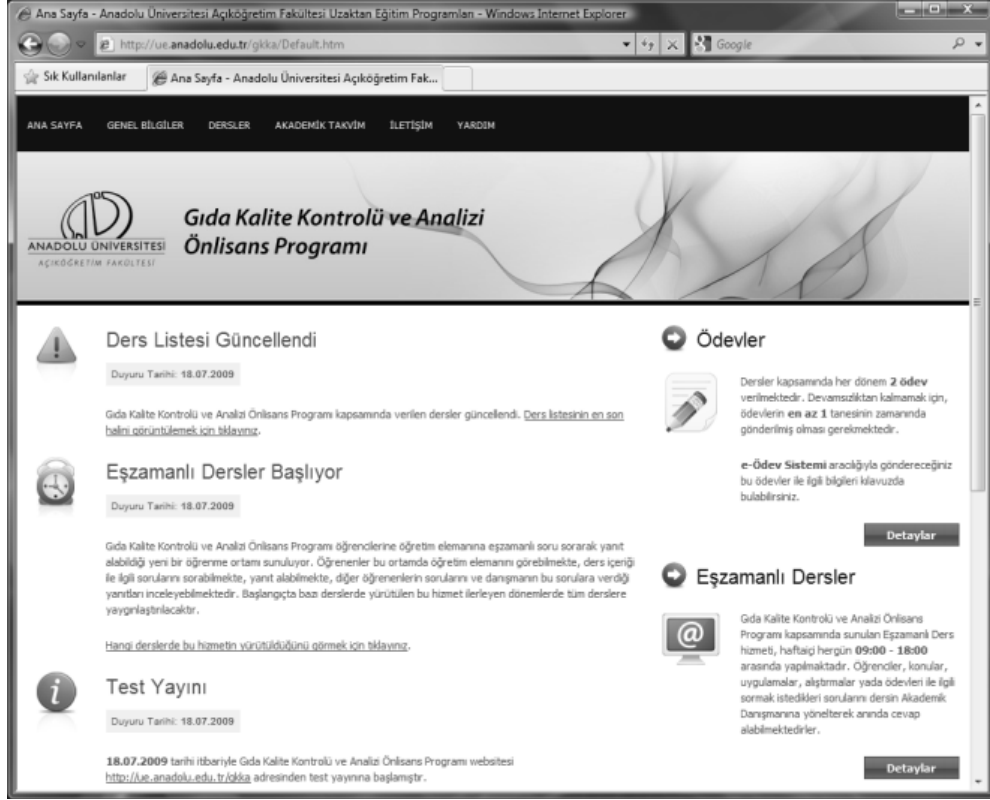 Ana Sayfa - Anadolu Üniversitesi Açıköğretim Fakültesi Uzaktan Eğitim Programları - Windows Internet Explorer
http://ue.anadolu.edu.tr/gkka/Default.htm
Google
Sık Kullanılanlar
Ana Sayfa - Anadolu Üniversitesi Açıköğretim Fak...
ANA SAYFA GENEL BİLGİLER DERSLER AKADEMİK TAKVİM İLETİŞİM YARDIM
ANADOLU ÜNİVERSİTESİ
AÇIKÖĞRETİM FAKÜLTESİ
Gıda Kalite Kontrolü ve Analizi
Önlisans Programı
Ders Listesi Güncellendi
Duyuru Tarihi: 18.07.2009
Gıda Kalite Kontrolü ve Analizi Önlisans Programı kapsamında verilen dersler güncellendi. Ders listesinin en son
halini görüntülemek için tıklayınız.
Eşzamanlı Dersler Başlıyor
Duyuru Tarihi: 18.07.2009
Gıda Kalite Kontrolü ve Analizi Önlisans Programı öğrencilerine öğretim elemanına eşzamanlı soru sorarak yanıt
alabildiği yeni bir öğrenme ortamı sunuluyor. Öğrenenler bu ortamda öğretim elemanını görebilmekte, ders içeriği
ile ilgili sorularını sorabilmekte, yanıt alabilmekte, diğer öğrenenlerin sorularını ve danışmanın bu sorulara verdiği
yanıtları inceleyebilmektedir. Başlangıçta bazı derslerde yürütülen bu hizmet ilerleyen dönemlerde tüm derslere
yaygınlaştırılacaktır.
Hangi derslerde bu hizmetin yürütüldüğünü görmek için tıklayınız.
Test Yayını
Duyuru Tarihi: 18.07.2009
18.07.2009 tarihi itibariyle Gıda Kalite Kontrolü ve Analizi Önlisans Programı websitesi
http://ue.anadolu.edu.tr/gkka adresinden test yayınına başlamıştır.
Ödevler
Dersler kapsamında her dönem 2 ödev
verilmektedir. Devamsızlıktan kalmamak için,
ödevlerin en az 1 tanesinin zamanında
gönderilmiş olması gerekmektedir.
e-Ödev Sistemi aracılığıyla göndereceğiniz
bu ödevler ile ilgili bilgileri kılavuzda
bulabilirsiniz.
Detaylar
Eşzamanlı Dersler
Gıda Kalite Kontrolü ve Analizi Önlisans
Programı kapsamında sunulan Eşzamanlı Ders
hizmeti, haftaiçi hergün 09:00 - 18:00
arasında yapılmaktadır. Öğrenciler, konular,
uygulamalar, alıştırmalar yada ödevleri ile ilgili
sormak istedikleri sorularını dersin Akademik
Danışmanına yönelterek anında cevap
alabilmektedirler.
Detaylar